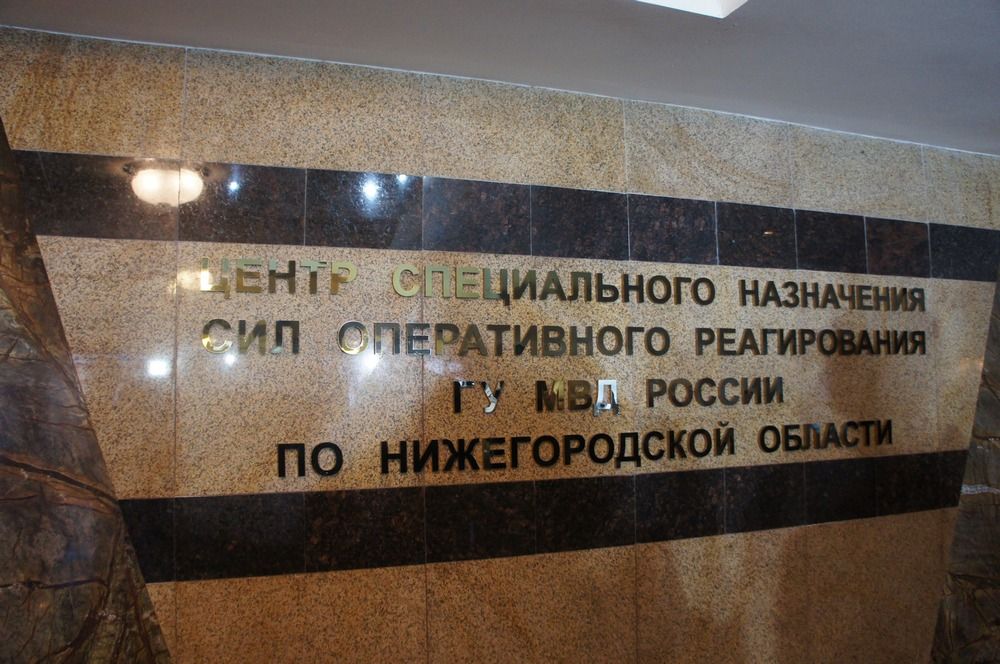 ЦЕНТР СПЕЦИАЛЬНОГО НАЗНАЧЕНИЯ
СИЛ ОПЕРАТИВНОГО РЕАГИРОВАНИЯ
ГУ МВД РОССИИ
ПО НИЖЕГОРОДСКОЙ ОБЛАСТИ